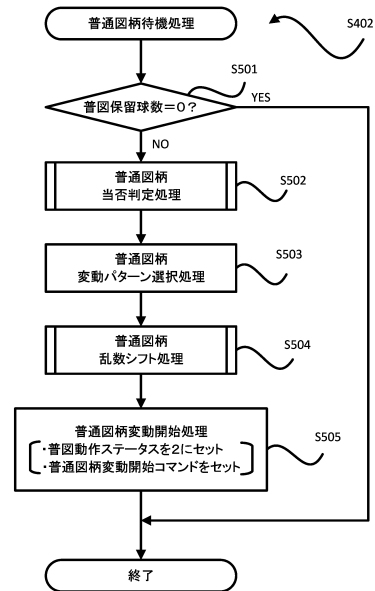 普通図柄待機処理
S402
S501
普図保留球数=0?
YES
NO
普通図柄
当否判定処理
S502
普通図柄
変動パターン選択処理
S503
普通図柄
乱数シフト処理
S504
普通図柄変動開始処理
・普図動作ステータスを2にセット
・普通図柄変動開始コマンドをセット
S505
終了